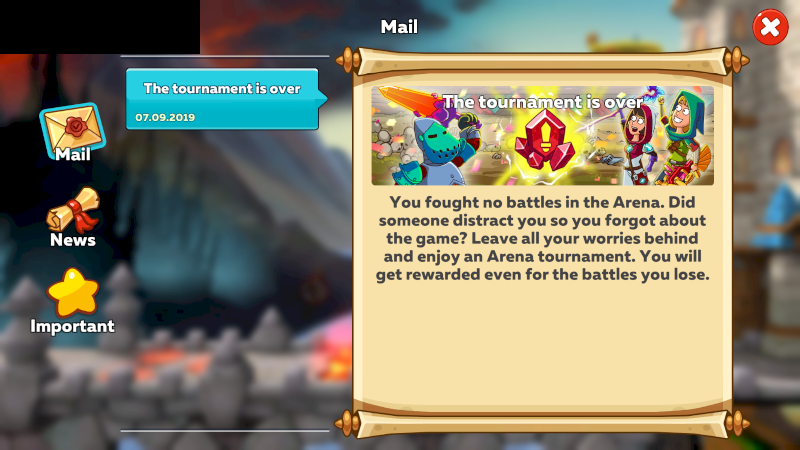 Mail
The tournament is over
07.09.2019
Mail
News
Important
The tournament is over
You fought no battles in the Arena. Did
someone distract you so you forgot about
the game? Leave all your worries behind
and enjoy an Arena tournament. You will
get rewarded even for the battles you lose.